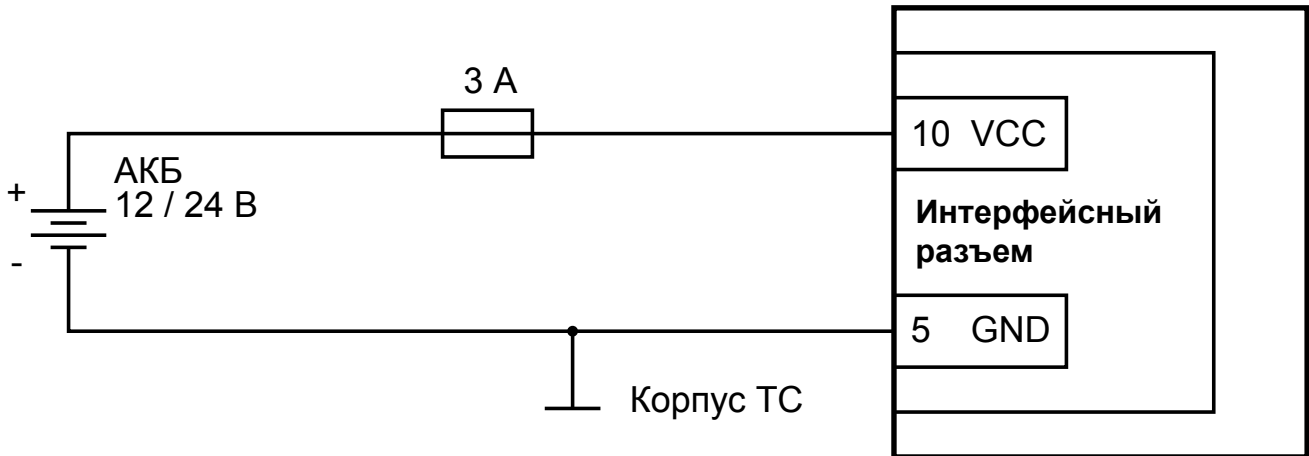 3 А
10 VCC
+
АКБ
12 / 24 В
-
Интерфейсный
разъем
5 GND
Корпус ТС